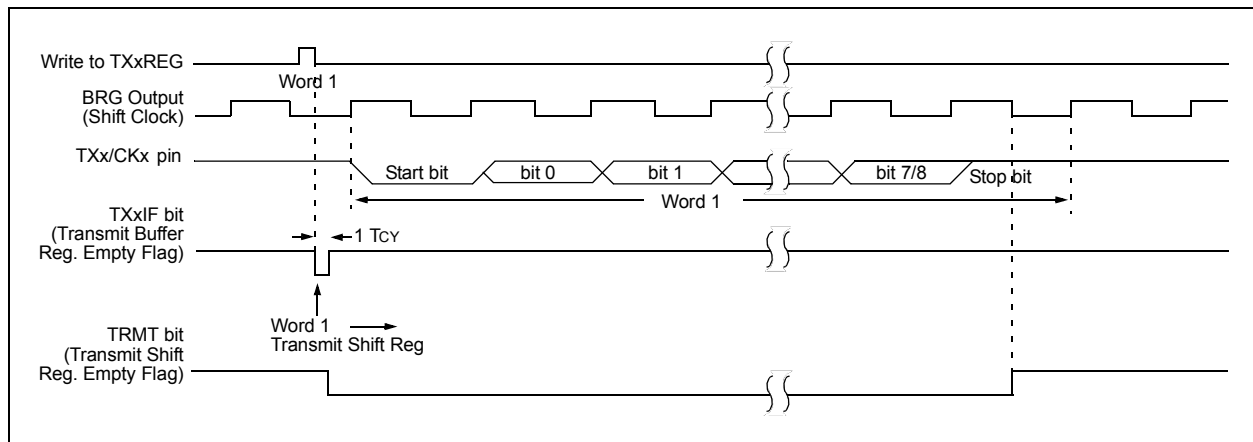 Write to TXxREG
Word 1
BRG Output
(Shift Clock)
TXx/CKx pin
Start bit
bit 0
bit 1
bit 7/8
Stop bit
Word 1
TXxIF bit
(Transmit Buffer
Reg. Empty Flag)
1 TCY
Word 1
Transmit Shift Reg
TRMT bit
(Transmit Shift
Reg. Empty Flag)